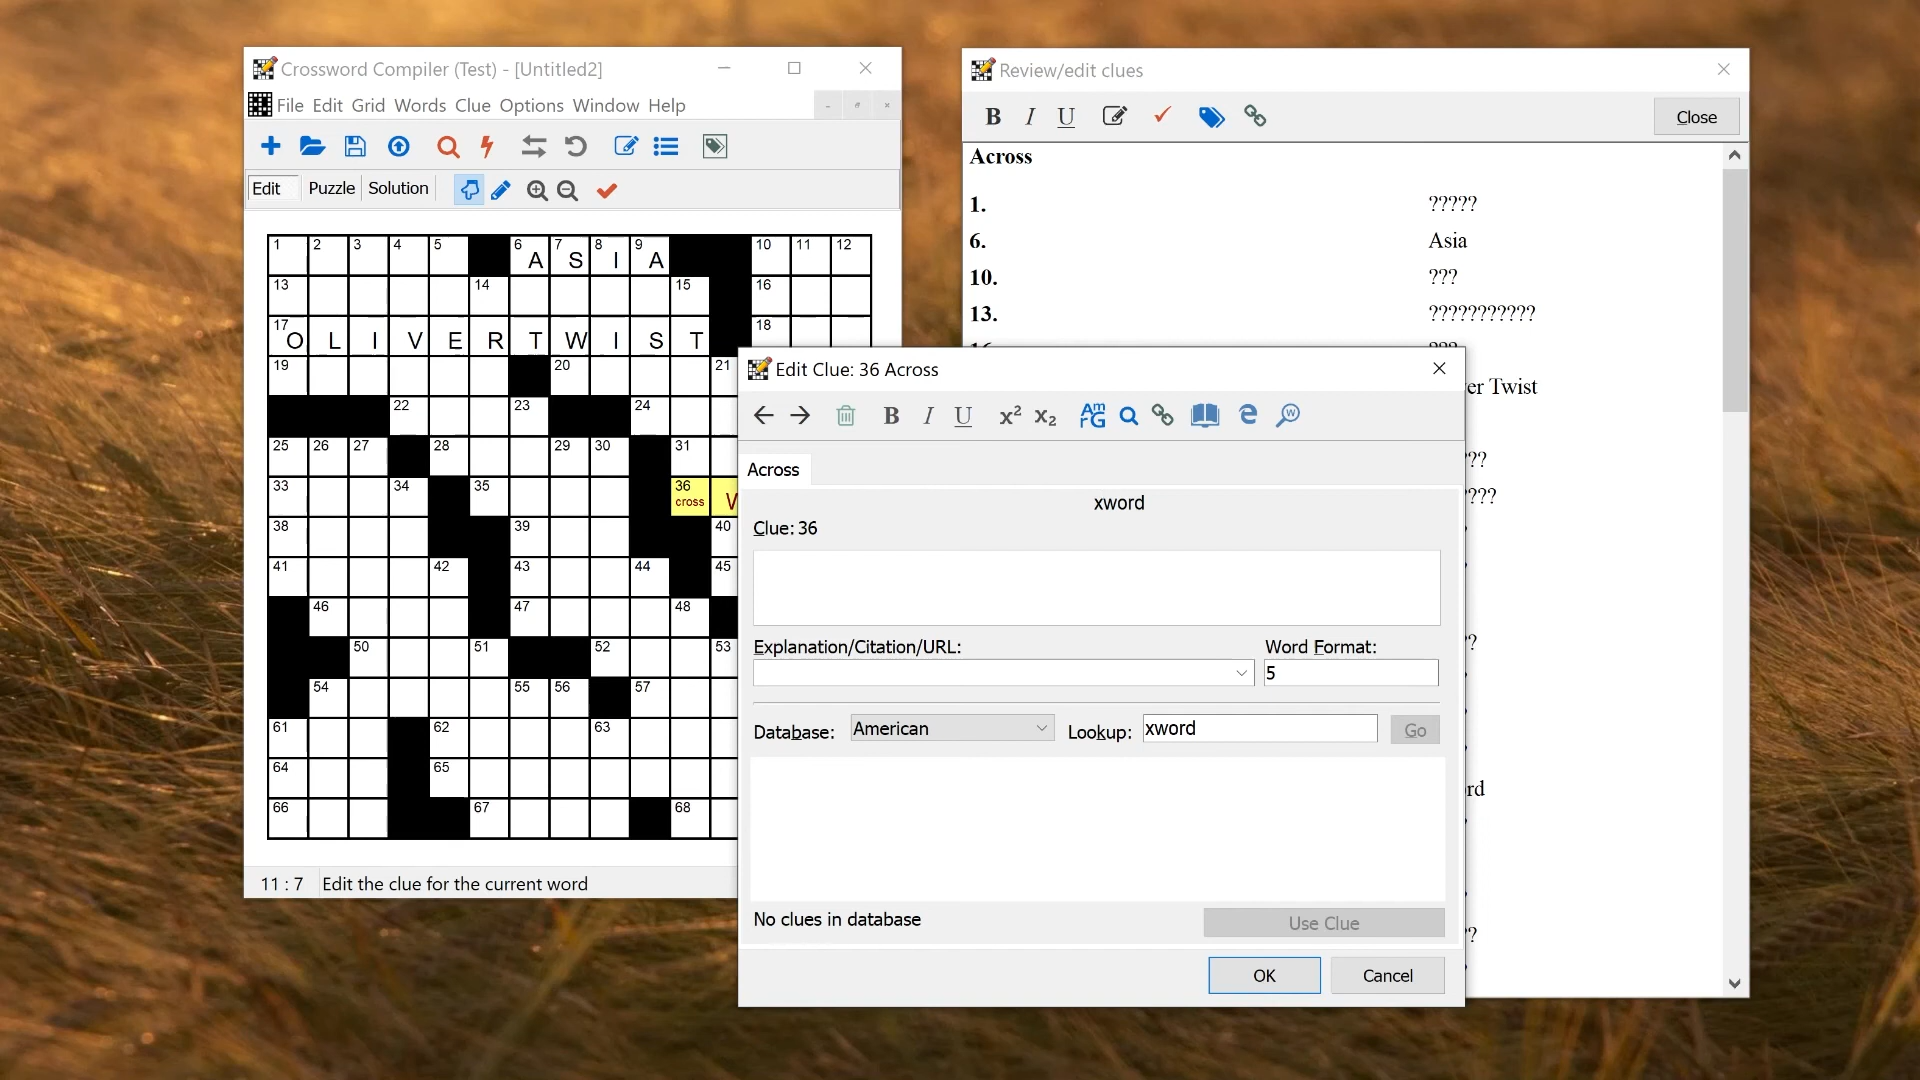 Crossword Compiler (Test) - [Untitled2]
File Edit Grid Words Clue Options Window Help
Edit Puzzle Solution
1 2 3 4 5 6 A 7 S 8 I 9 A 10 11 12
13 14 15 16
17 O L I V E R T W I S T 18
19 20 21
22 23 24
25 26 27 28 29 30 31
33 34 35 36 cross W
38 39 40
41 42 43 44 45
46 47 48
50 51 52 53
54 55 56 57
61 62 63
64 65
66 67 68
11 : 7 Edit the clue for the current word
Review/edit clues
B I U Close
Across
1. ?????
6. Asia
10. ???
13. ???????????
er Twist
??
???
?
rd
?
Edit Clue: 36 Across
B I U x² x₂
Across
xword
Clue: 36
Explanation/Citation/URL: Word Format:
5
Database: American Lookup: xword Go
No clues in database Use Clue
OK Cancel